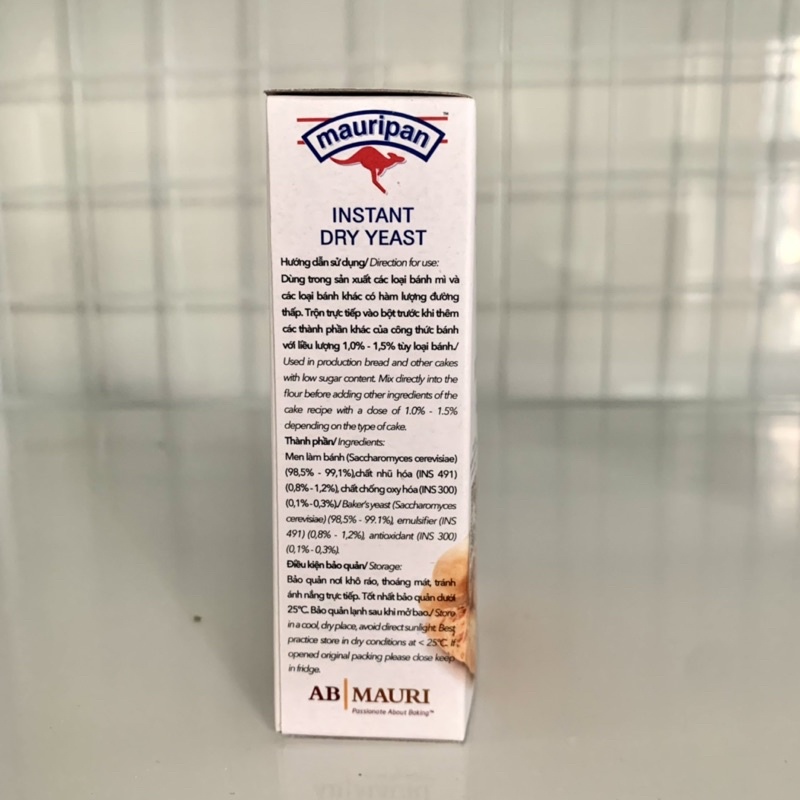 mauripan
™
INSTANT
DRY YEAST
Hướng dẫn sử dụng/ Direction for use:
Dùng trong sản xuất các loại bánh mì và
các loại bánh khác có hàm lượng đường
thấp. Trộn trực tiếp vào bột trước khi thêm
các thành phần khác của công thức bánh
với liều lượng 1,0% - 1,5% tùy loại bánh./
Used in production bread and other cakes
with low sugar content. Mix directly into the
flour before adding other ingredients of the
cake recipe with a dose of 1.0% - 1.5%
depending on the type of cake.
Thành phần/ Ingredients:
Men làm bánh (Saccharomyces cerevisiae)
(98,5% - 99,1%),chất nhũ hóa (INS 491)
(0,8% - 1,2%), chất chống oxy hóa (INS 300)
(0,1% - 0,3%)./ Baker's yeast (Saccharomyces
cerevisiae) (98,5% - 99.1%), emulsifier (INS
491) (0,8% - 1,2%), antioxidant (INS 300)
(0,1% - 0,3%).
Điều kiện bảo quản/ Storage:
Bảo quản nơi khô ráo, thoáng mát, tránh
ánh nắng trực tiếp. Tốt nhất bảo quản dưới
25°C. Bảo quản lạnh sau khi mở bao./ Store
in a cool, dry place, avoid direct sunlight. Best
practice store in dry conditions at < 25°C. If
opened original packing please close keep
in fridge.
AB MAURI
Passionate About Baking™